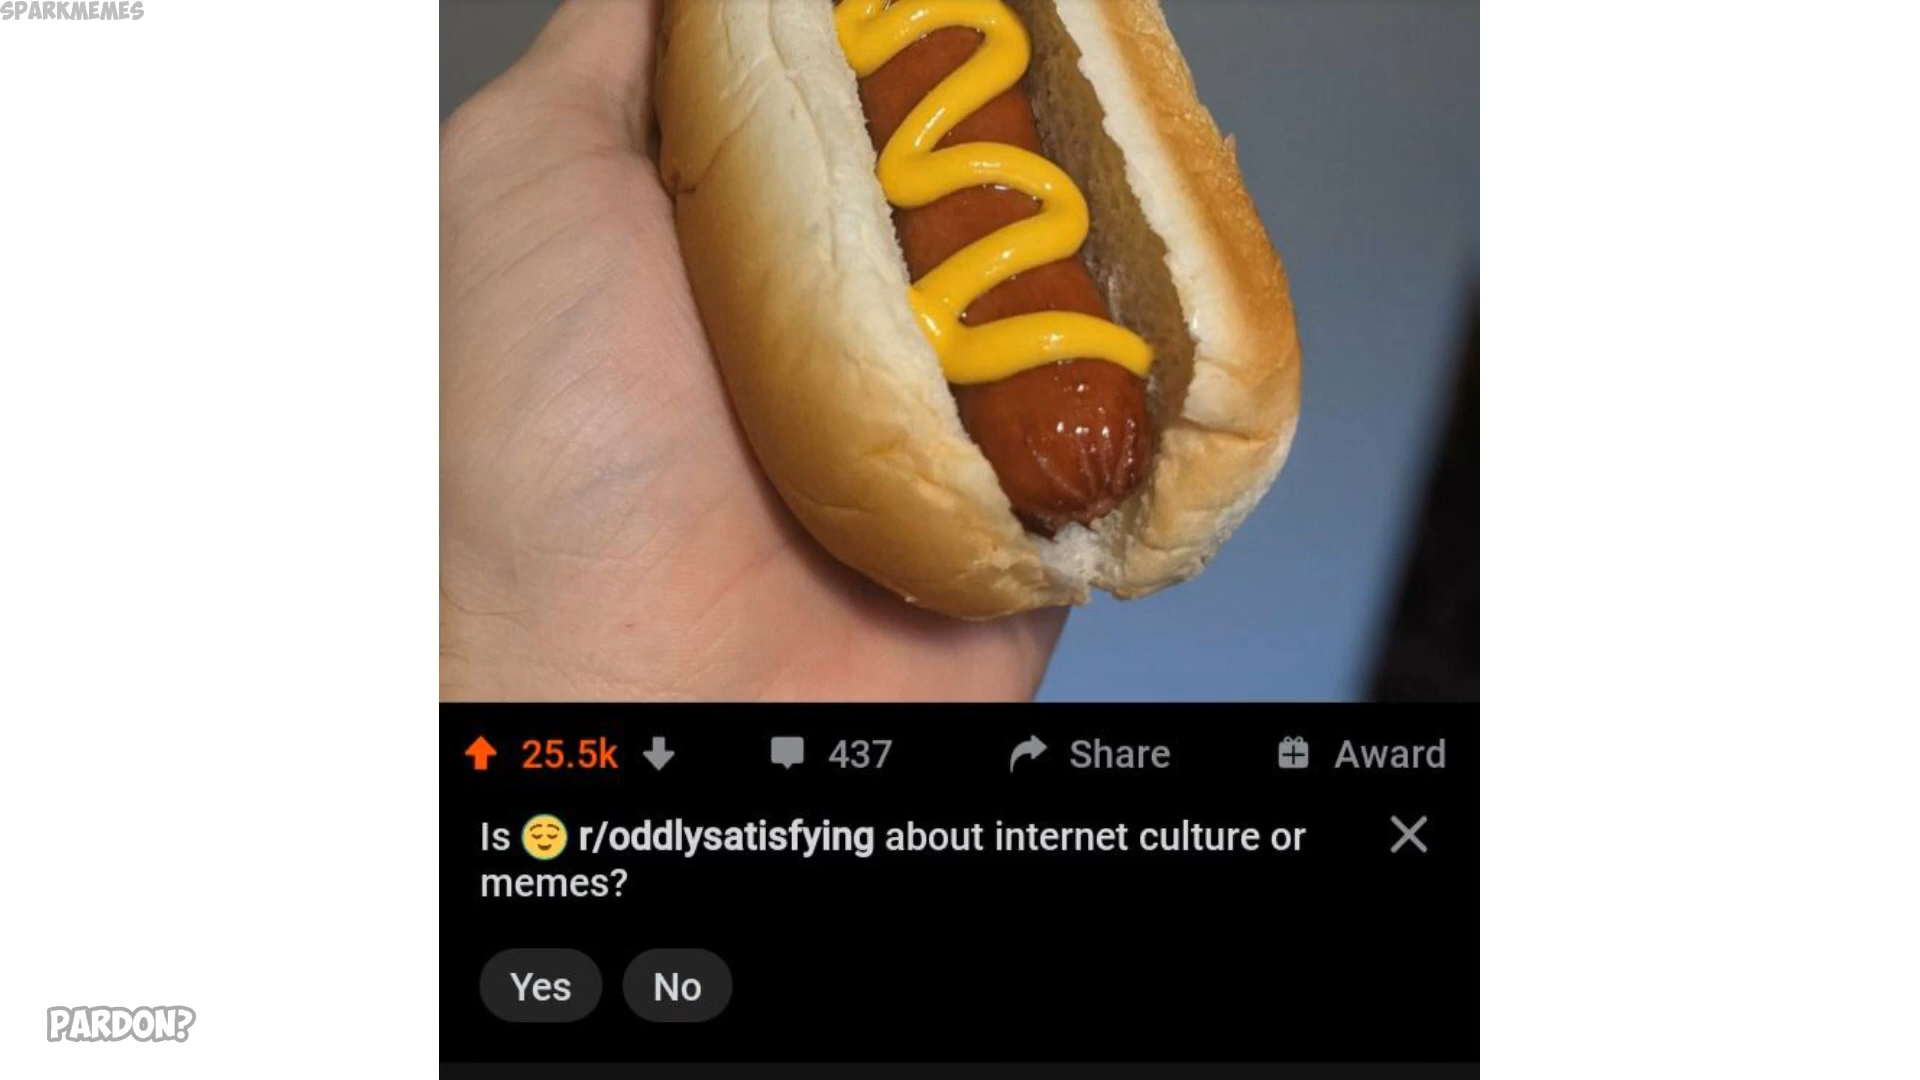 SPARKMEMES
25.5k
437
Share
Award
Is r/oddlysatisfying about internet culture or
memes?
Yes
No
PARDON?